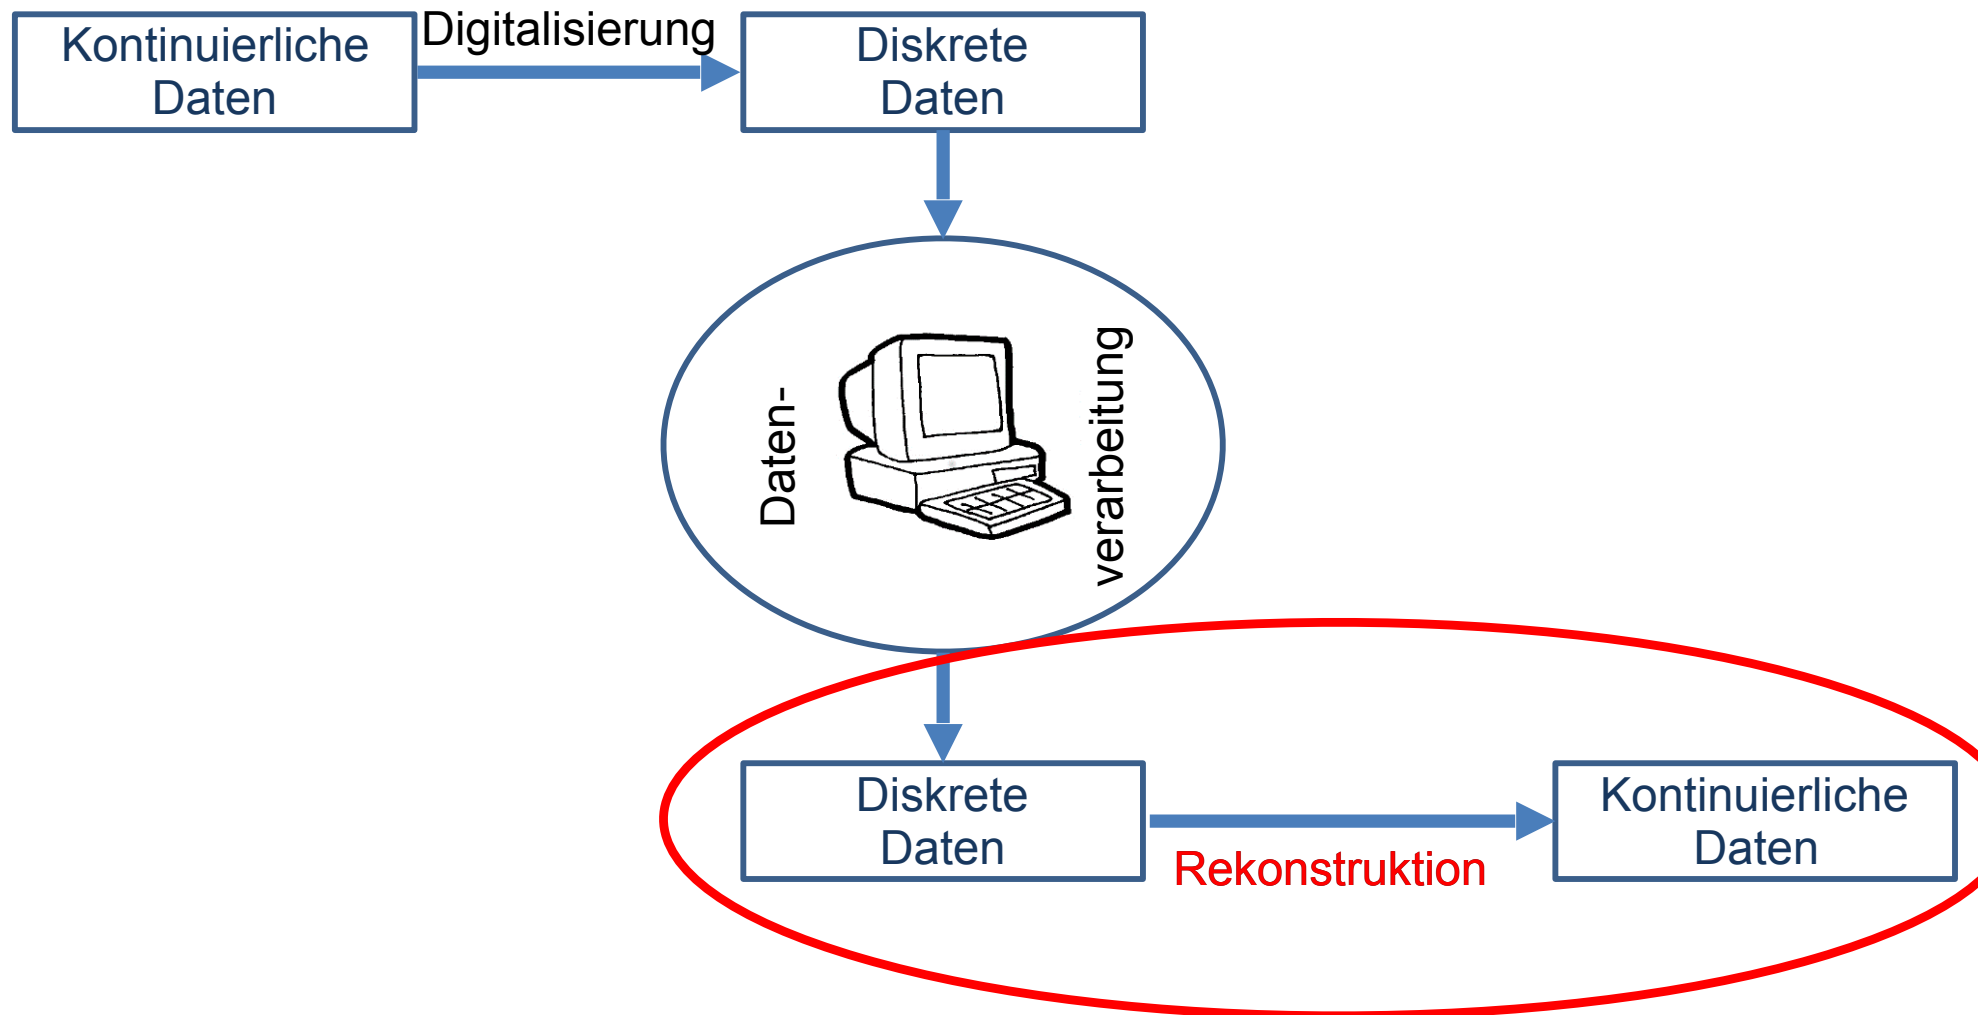 Kontinuierliche
Daten
Digitalisierung
Diskrete
Daten
Daten-
verarbeitung
Diskrete
Daten
Rekonstruktion
Kontinuierliche
Daten